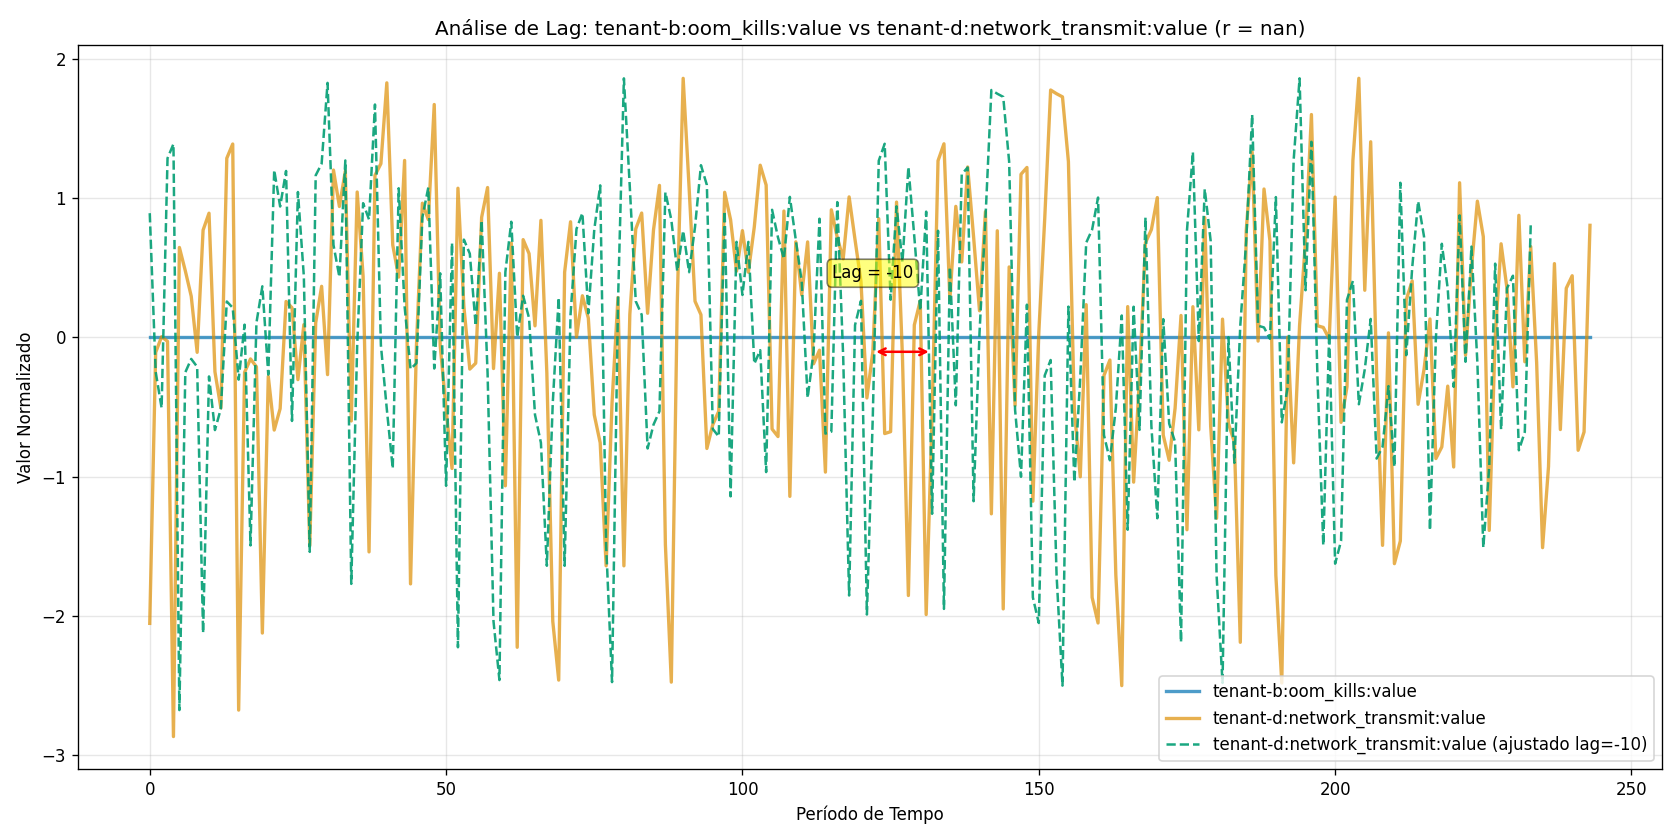 Análise de Lag: tenant-b:oom_kills:value vs tenant-d:network_transmit:value (r = nan)
2
1
0
−1
−2
−3
Valor Normalizado
Lag = -10
tenant-b:oom_kills:value
tenant-d:network_transmit:value
tenant-d:network_transmit:value (ajustado lag=-10)
0 50 100 150 200 250
Período de Tempo